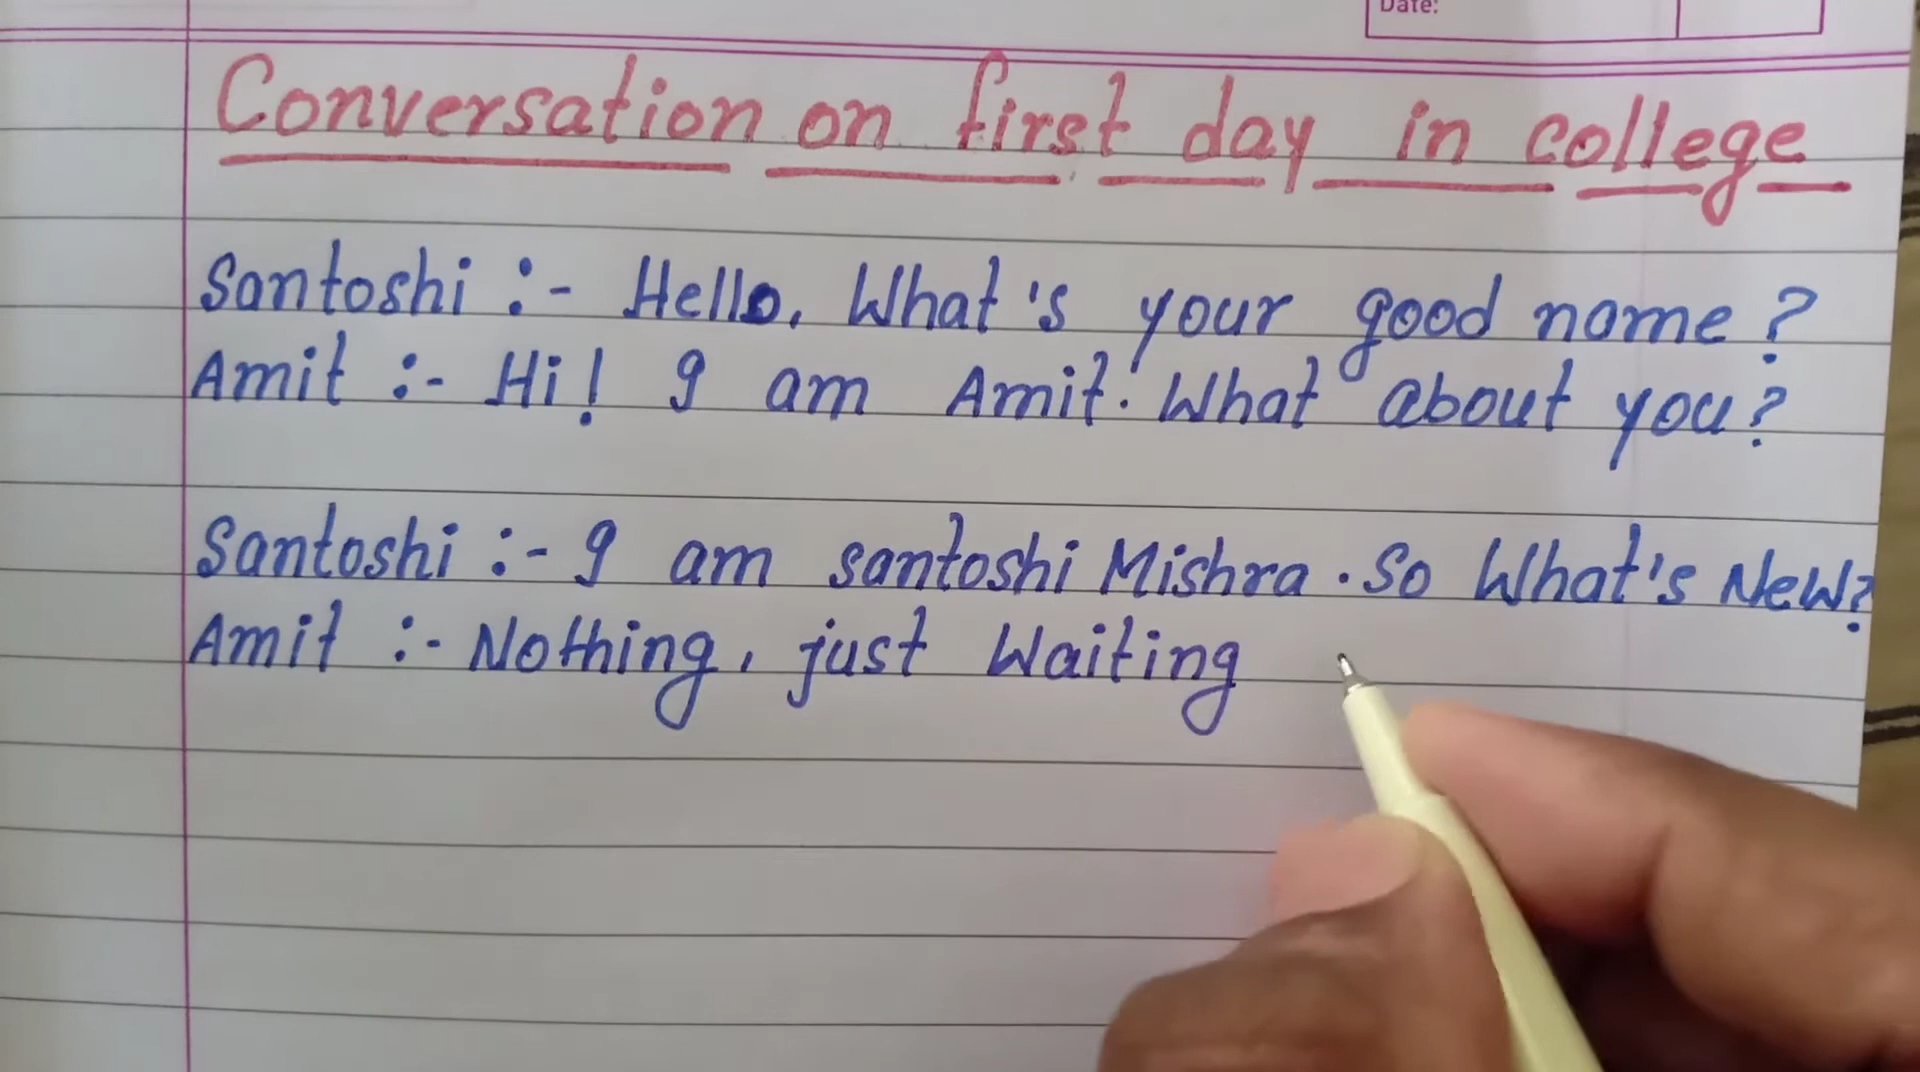 Date:
Conversation on first day in college
Santoshi :- Hello, What's your good name?
Amit :- Hi! I am Amit. What about you?
Santoshi :- I am santoshi Mishra. So What's New?
Amit :- Nothing, just Waiting